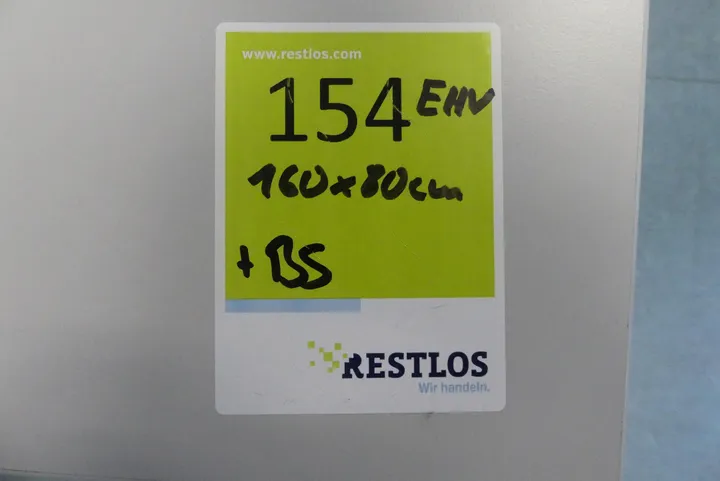 www.restlos.com
154 EHV
160x80cm
+ BS
RESTLOS
Wir handeln.